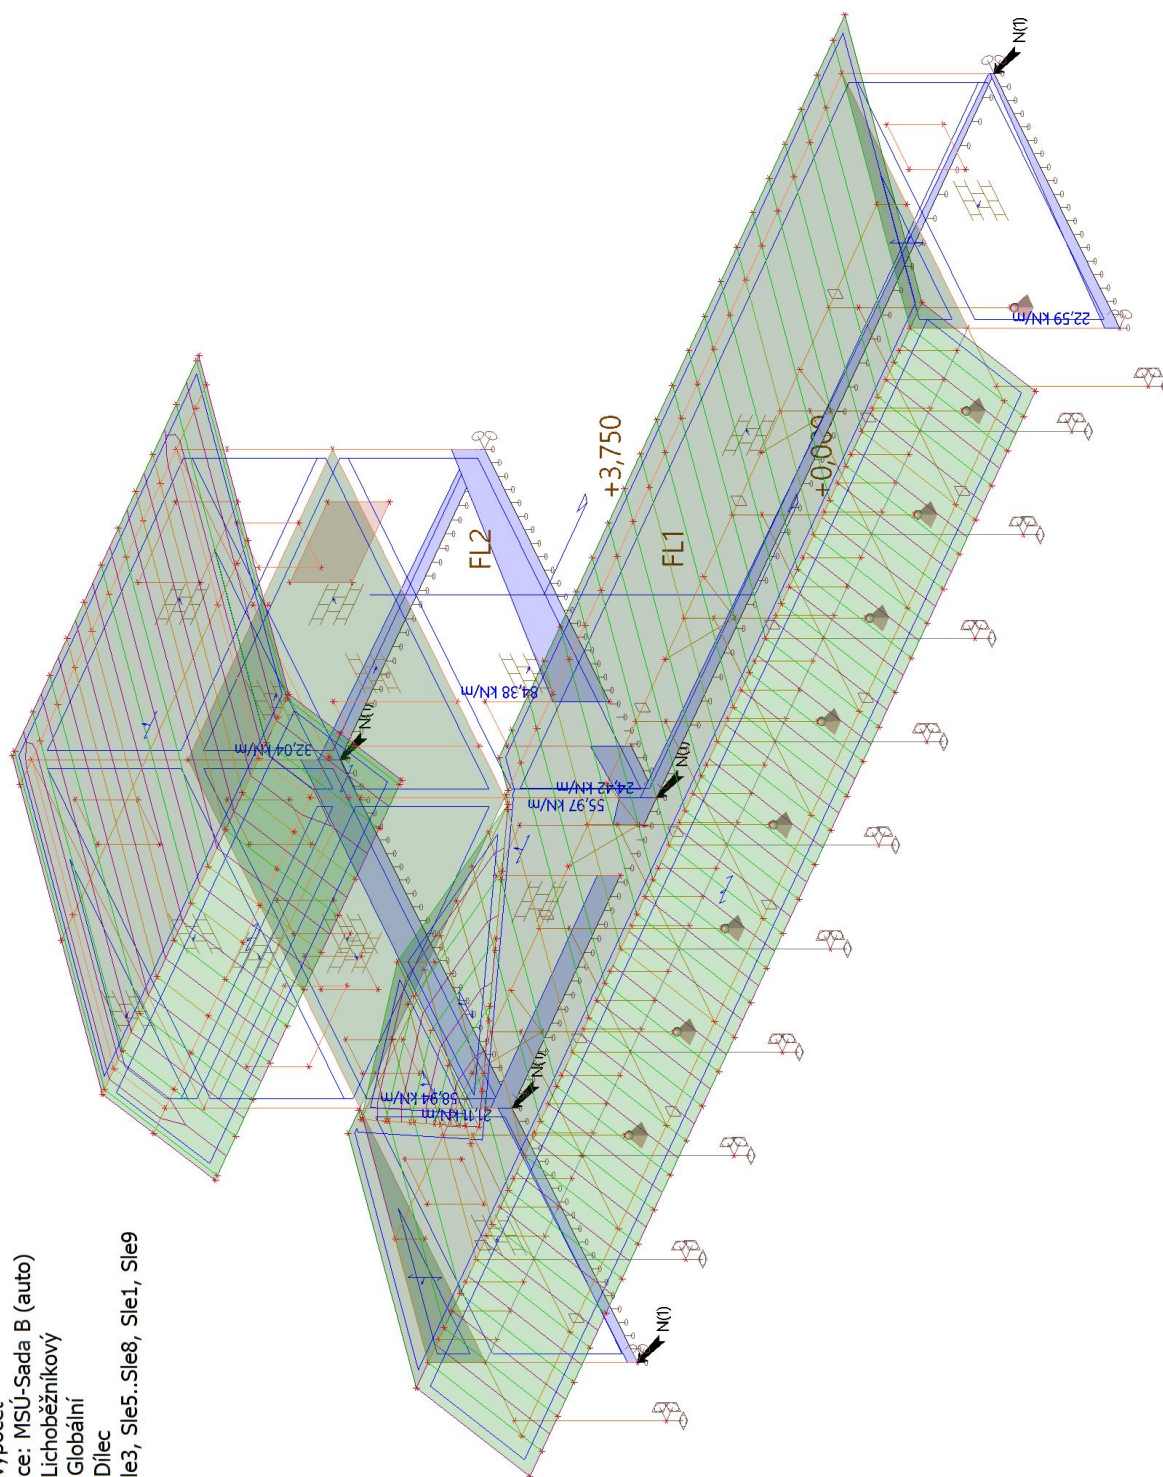 výpočet
ce: MSÚ-Sada B (auto)
Lichoběžníkový
Globální
Dílec
le3, Sle5..Sle8, Sle1, Sle9
N(1)
22,59 kN/m
+3,750
FL2
FL1
84,38 kN/m
32,04 kN/m
N(1)
24,42 kN/m
N(1)
55,97 kN/m
N(1)
58,94 kN/m
21,11 kN/m
N(1)